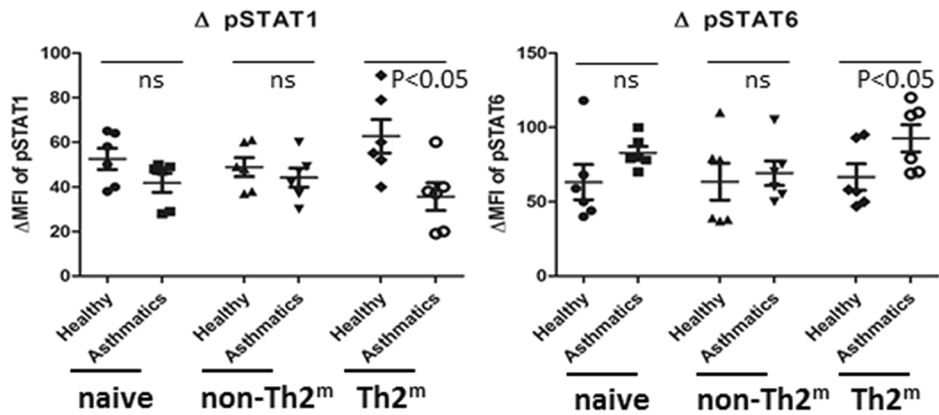 Δ pSTAT1
ΔMFI of pSTAT1
100
80
60
40
20
0
ns
ns
P<0.05
Healthy
Asthmatics
Healthy
Asthmatics
Healthy
Asthmatics
naive
non-Th2ᵐ
Th2ᵐ
Δ pSTAT6
ΔMFI of pSTAT6
150
100
50
0
ns
ns
P<0.05
Healthy
Asthmatics
Healthy
Asthmatics
Healthy
Asthmatics
naive
non-Th2ᵐ
Th2ᵐ